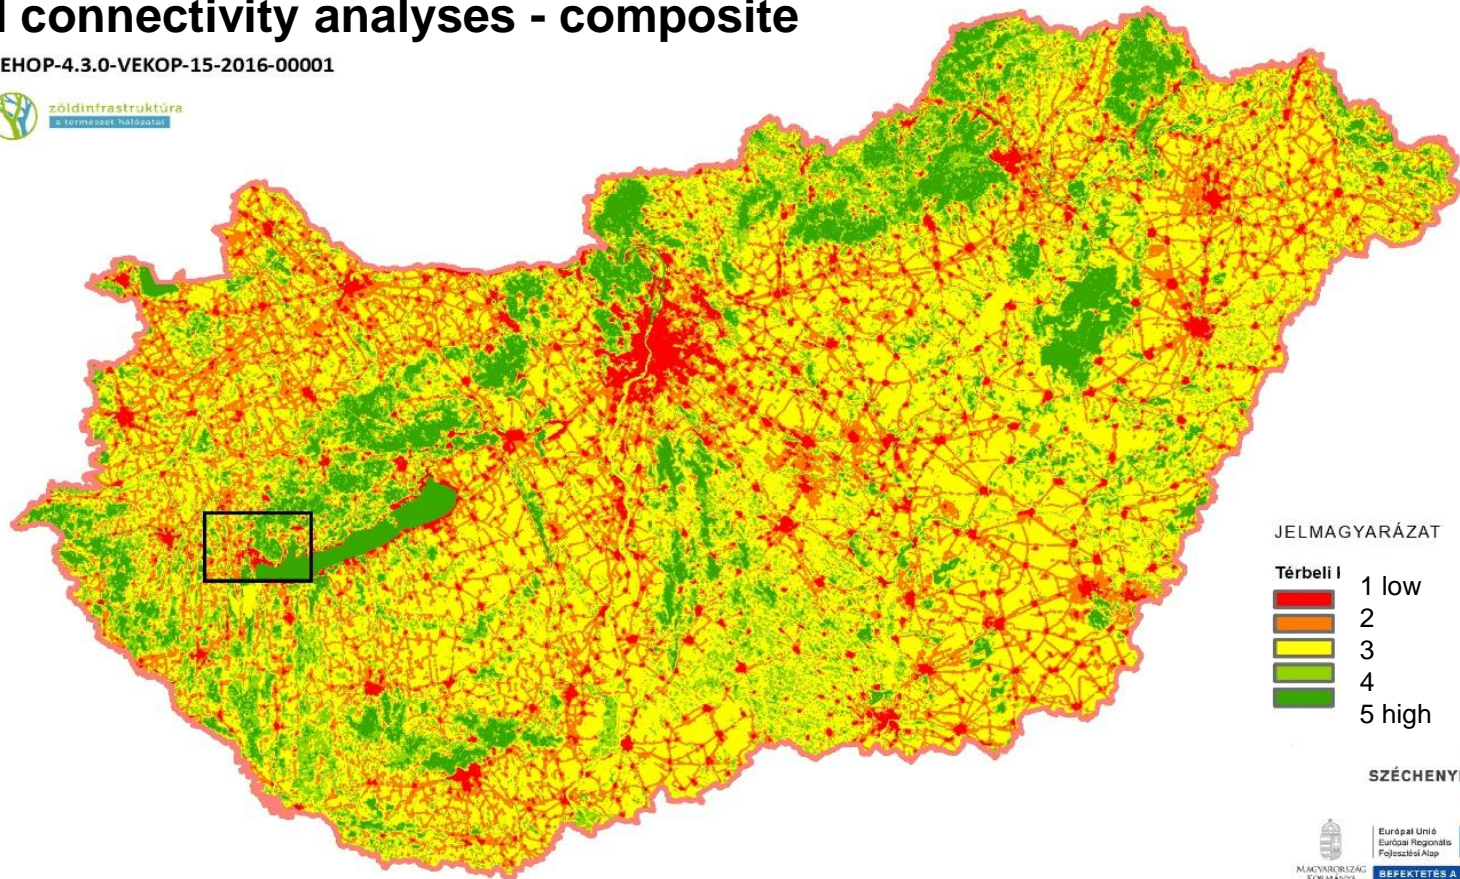 connectivity analyses - composite
EHOP-4.3.0-VEKOP-15-2016-00001
zöldinfrastruktúra
a természet hálózatai
JELMAGYARÁZAT
Térbeli
1 low
2
3
4
5 high
SZÉCHENY
MAGYARORSZÁG
KORMÁNYA
Európai Unió
Európai Regionális
Fejlesztési Alap
BEFEKTETÉS A